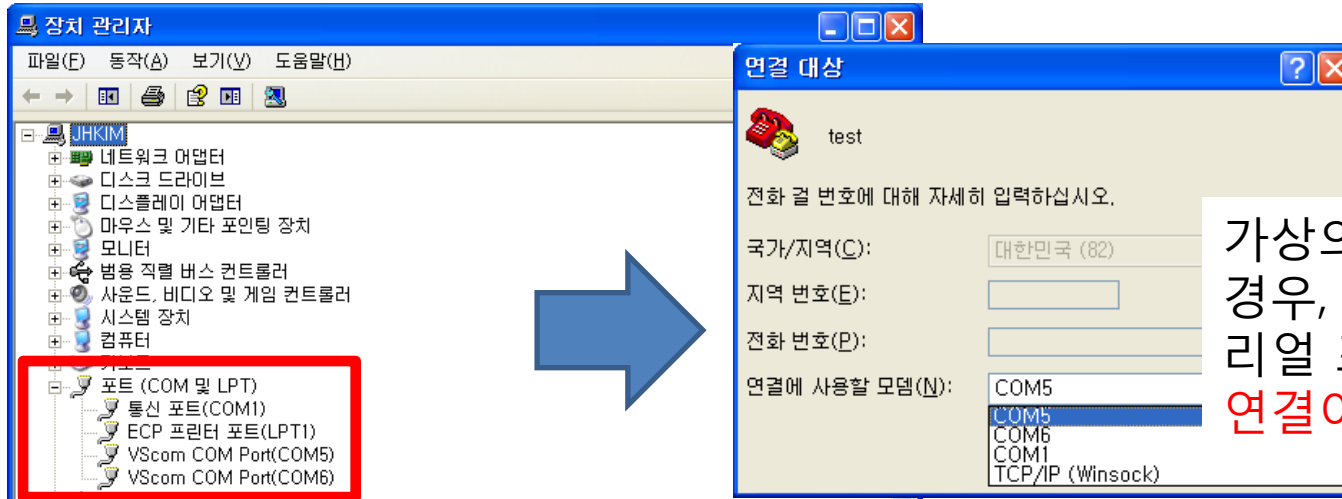 장치 관리자
파일(F) 동작(A) 보기(V) 도움말(H)
JHKIM
네트워크 어댑터
디스크 드라이브
디스플레이 어댑터
마우스 및 기타 포인팅 장치
모니터
범용 직렬 버스 컨트롤러
사운드, 비디오 및 게임 컨트롤러
시스템 장치
컴퓨터
포트 (COM 및 LPT)
통신 포트(COM1)
ECP 프린터 포트(LPT1)
VScom COM Port(COM5)
VScom COM Port(COM6)
연결 대상
test
전화 걸 번호에 대해 자세히 입력하십시오.
국가/지역(C): 대한민국 (82)
지역 번호(E):
전화 번호(P):
연결에 사용할 모뎀(N): COM5
COM5
COM6
COM1
TCP/IP (Winsock)
가상으
경우,
리얼
연결이